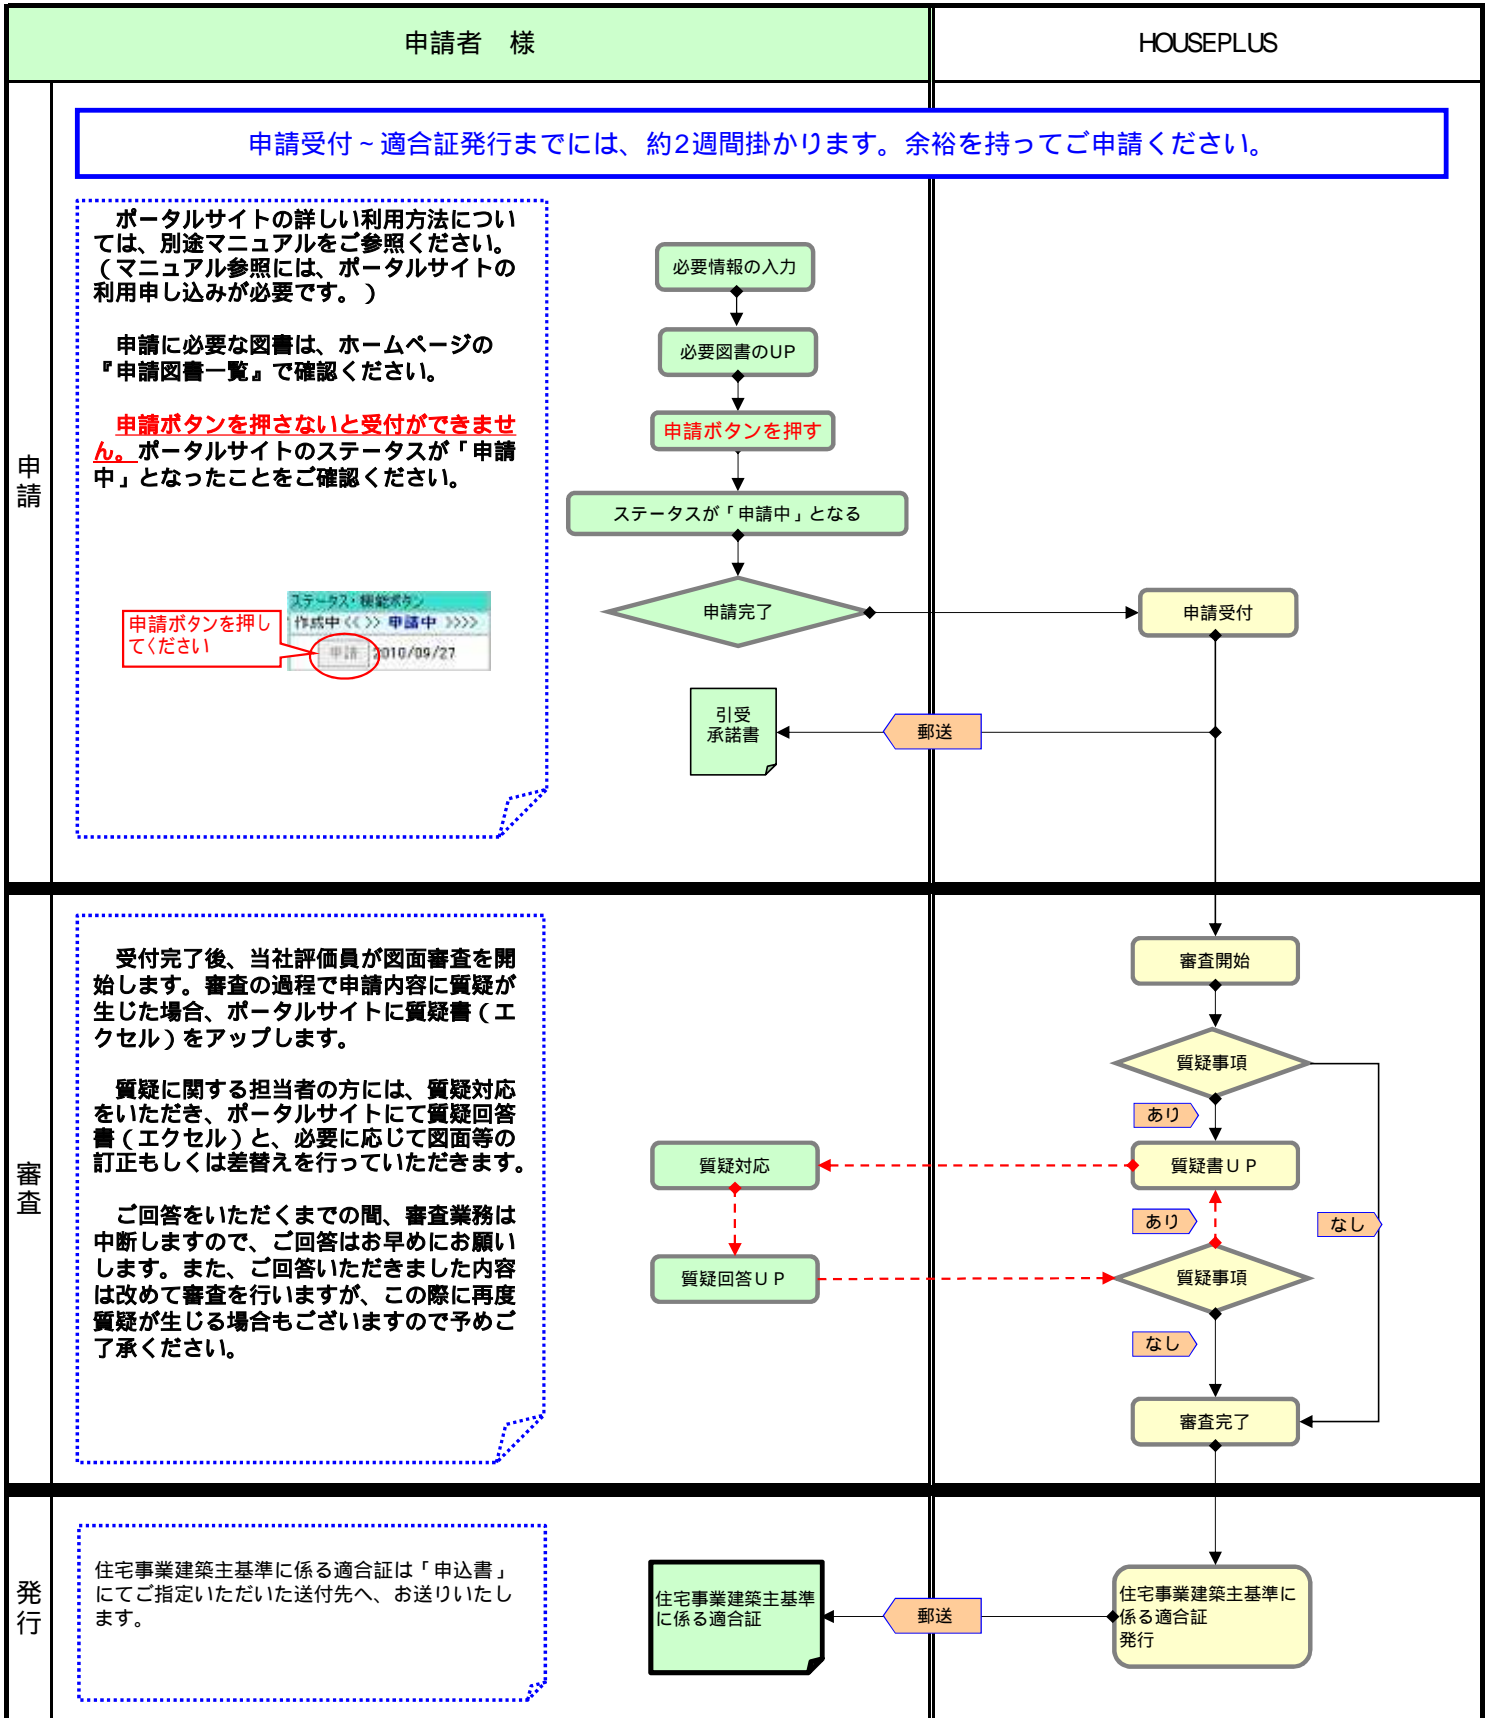 申請者　様
HOUSEPLUS
申請受付～適合証発行までには、約2週間掛かります。余裕を持ってご申請ください。
申請
ポータルサイトの詳しい利用方法につい
ては、別途マニュアルをご参照ください。
（マニュアル参照には、ポータルサイトの
利用申し込みが必要です。）
申請に必要な図書は、ホームページの
『申請図書一覧』で確認ください。
申請ボタンを押さないと受付ができませ
ん。ポータルサイトのステータスが「申請
中」となったことをご確認ください。
申請ボタンを押し
てください
ステータス・機能ボタン
作成中 << >> 申請中 >>>>
申請 2010/09/27
必要情報の入力
必要図書のUP
申請ボタンを押す
ステータスが「申請中」となる
申請完了
申請受付
引受
承諾書
郵送
審査
受付完了後、当社評価員が図面審査を開
始します。審査の過程で申請内容に質疑が
生じた場合、ポータルサイトに質疑書（エ
クセル）をアップします。
質疑に関する担当者の方には、質疑対応
をいただき、ポータルサイトにて質疑回答
書（エクセル）と、必要に応じて図面等の
訂正もしくは差替えを行っていただきます。
ご回答をいただくまでの間、審査業務は
中断しますので、ご回答はお早めにお願い
します。また、ご回答いただきました内容
は改めて審査を行いますが、この際に再度
質疑が生じる場合もございますので予めご
了承ください。
審査開始
質疑事項
あり
質疑対応
質疑書ＵＰ
あり
なし
質疑回答ＵＰ
質疑事項
なし
審査完了
発行
住宅事業建築主基準に係る適合証は「申込書」
にてご指定いただいた送付先へ、お送りいたし
ます。
住宅事業建築主基準
に係る適合証
郵送
住宅事業建築主基準に
係る適合証
発行